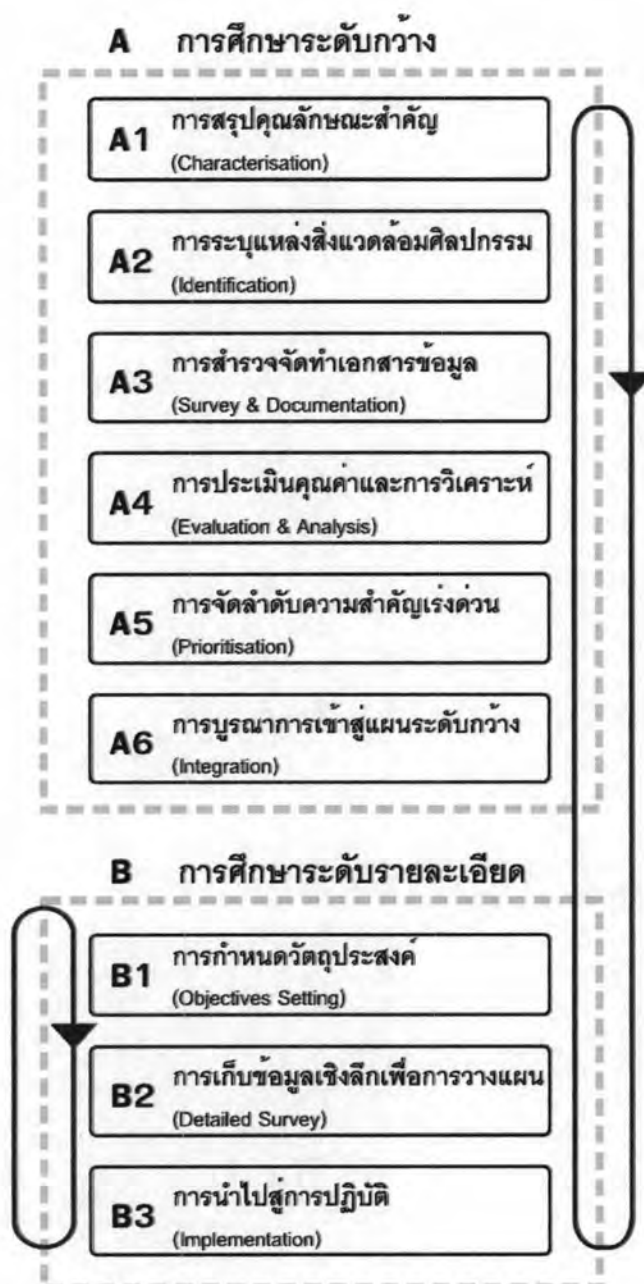 A การศึกษาระดับกว้าง
A1 การสรุปคุณลักษณะสำคัญ
(Characterisation)
A2 การระบุแหล่งสิ่งแวดล้อมศิลปกรรม
(Identification)
A3 การสำรวจจัดทำเอกสารข้อมูล
(Survey & Documentation)
A4 การประเมินคุณค่าและการวิเคราะห์
(Evaluation & Analysis)
A5 การจัดลำดับความสำคัญเร่งด่วน
(Prioritisation)
A6 การบูรณาการเข้าสู่แผนระดับกว้าง
(Integration)
B การศึกษาระดับรายละเอียด
B1 การกำหนดวัตถุประสงค์
(Objectives Setting)
B2 การเก็บข้อมูลเชิงลึกเพื่อการวางแผน
(Detailed Survey)
B3 การนำไปสู่การปฏิบัติ
(Implementation)